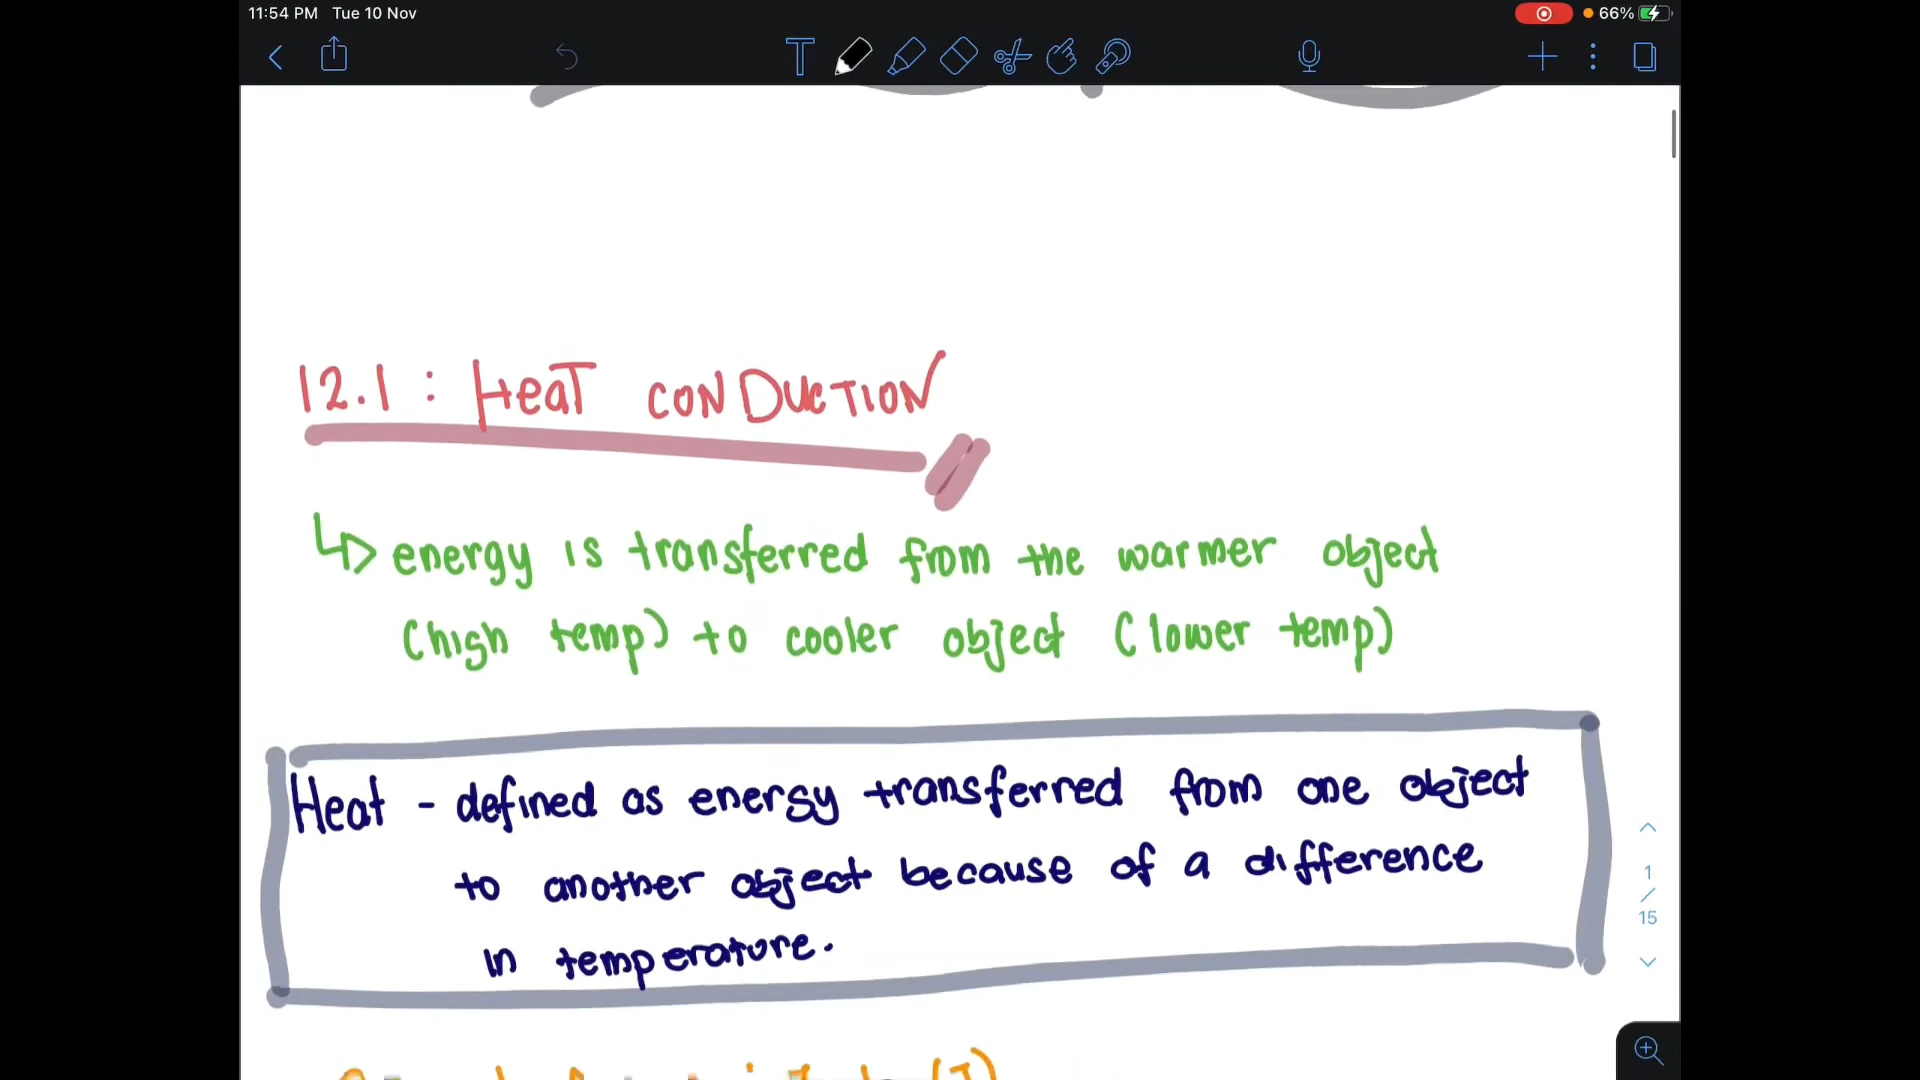 11:54 PM Tue 10 Nov
66%
12.1 : HEAT CONDUCTION
energy is transferred from the warmer object
(high temp) to cooler object (lower temp)
Heat - defined as energy transferred from one object
to another object because of a difference
in temperature.
1
/
15
(J)